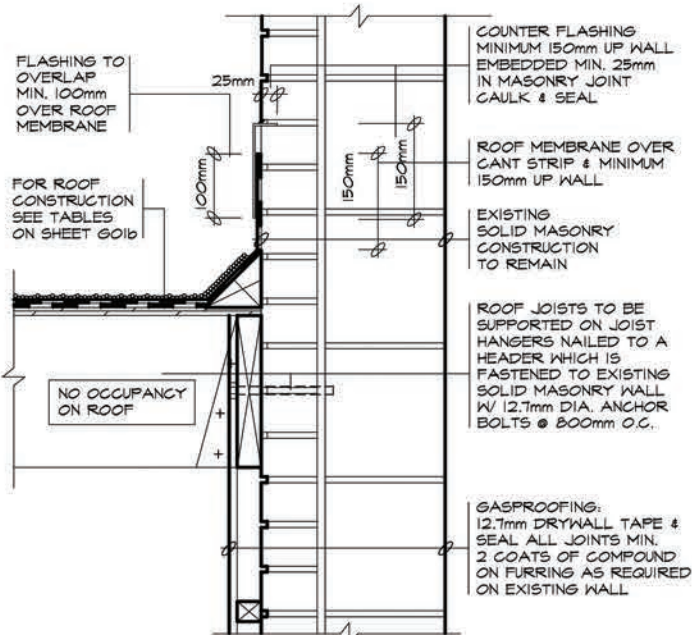 FLASHING TO
OVERLAP
MIN. 100mm
OVER ROOF
MEMBRANE
FOR ROOF
CONSTRUCTION
SEE TABLES
ON SHEET G016
25mm
100mm
150mm
150mm
NO OCCUPANCY
ON ROOF
COUNTER FLASHING
MINIMUM 150mm UP WALL
EMBEDDED MIN. 25mm
IN MASONRY JOINT
CAULK & SEAL
ROOF MEMBRANE OVER
CANT STRIP & MINIMUM
150mm UP WALL
EXISTING
SOLID MASONRY
CONSTRUCTION
TO REMAIN
ROOF JOISTS TO BE
SUPPORTED ON JOIST
HANGERS NAILED TO A
HEADER WHICH IS
FASTENED TO EXISTING
SOLID MASONRY WALL
W/ 12.7mm DIA. ANCHOR
BOLTS @ 800mm O.C.
GASPROOFING:
12.7mm DRYWALL TAPE &
SEAL ALL JOINTS MIN.
2 COATS OF COMPOUND
ON FURRING AS REQUIRED
ON EXISTING WALL